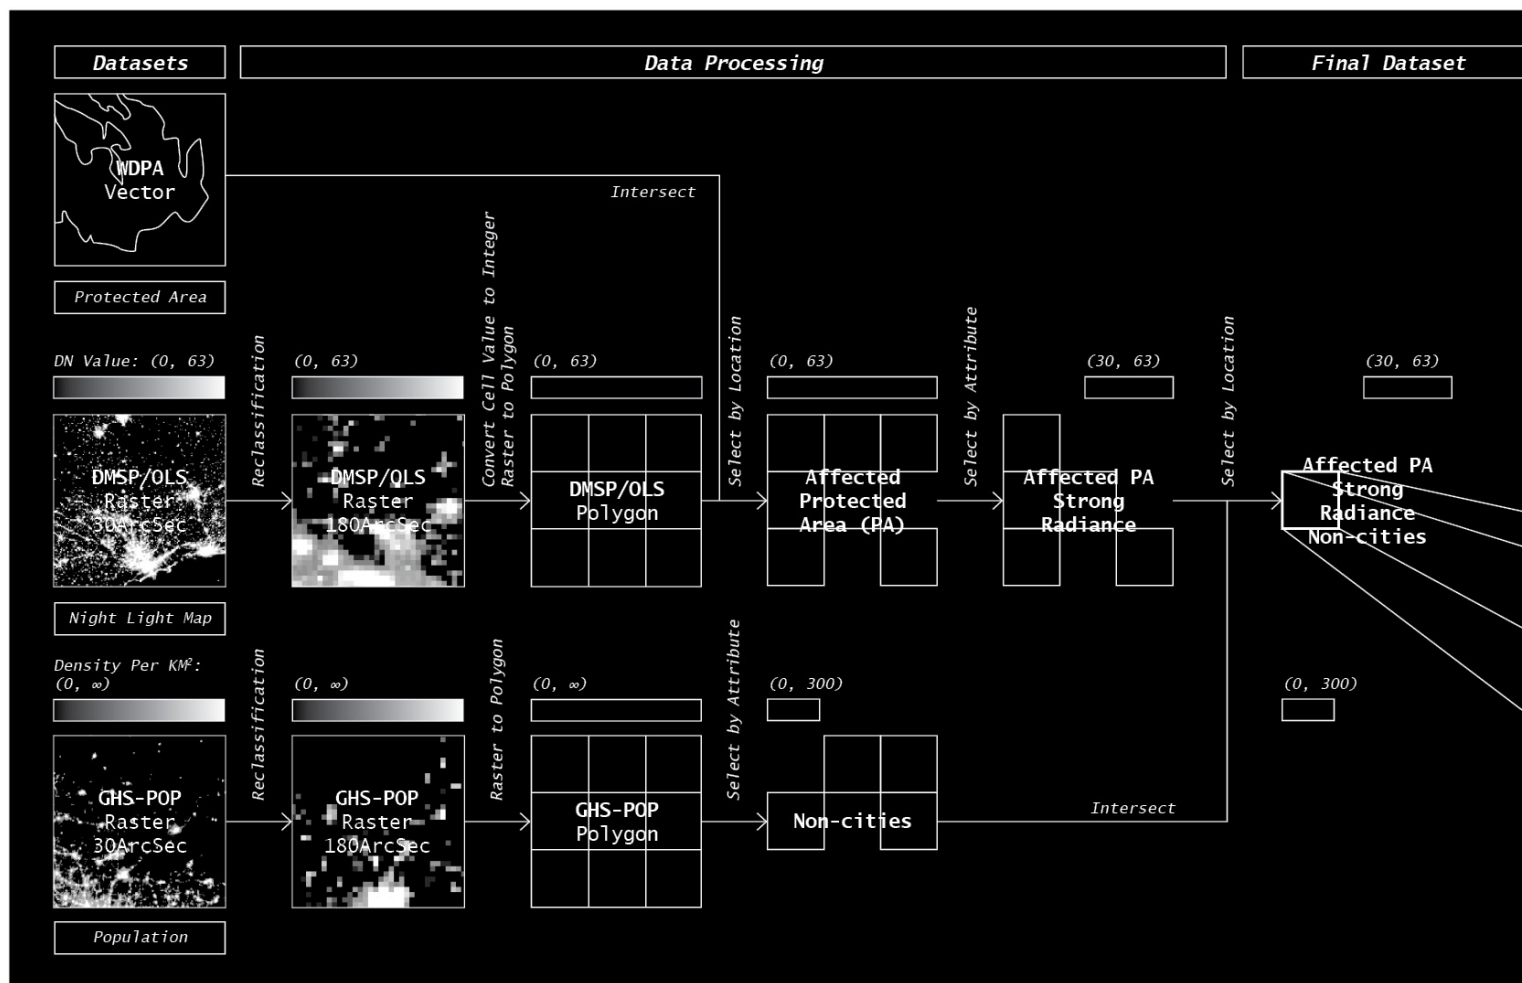 Datasets
Data Processing
Final Dataset
WDPA
Vector
Intersect
Protected Area
DN Value: (0, 63)
Reclassification
(0, 63)
Convert Cell Value to Integer
Raster to Polygon
(0, 63)
Select by Location
(0, 63)
Select by Attribute
(30, 63)
Select by Location
(30, 63)
DMSP/OLS
Raster
30ArcSec
DMSP/OLS
Raster
180ArcSec
DMSP/OLS
Polygon
Affected
Protected
Area (PA)
Affected PA
Strong
Radiance
Affected PA
Strong
Radiance
Non-cities
Night Light Map
Density Per KM²:
(0, ∞)
Reclassification
(0, ∞)
Raster to Polygon
(0, ∞)
Select by Attribute
(0, 300)
(0, 300)
GHS-POP
Raster
30ArcSec
GHS-POP
Raster
180ArcSec
GHS-POP
Polygon
Non-cities
Intersect
Population